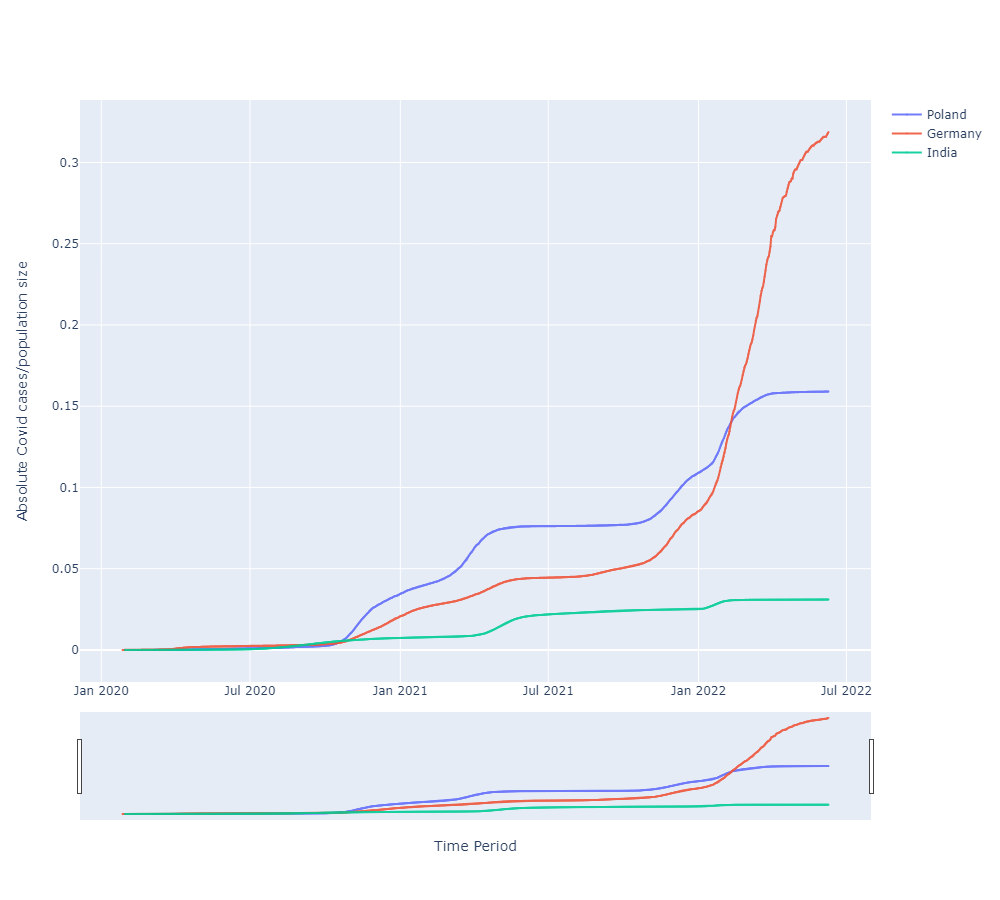 Poland
Germany
India
Absolute Covid cases/population size
0.3
0.25
0.2
0.15
0.1
0.05
0
Jan 2020 Jul 2020 Jan 2021 Jul 2021 Jan 2022 Jul 2022
Time Period